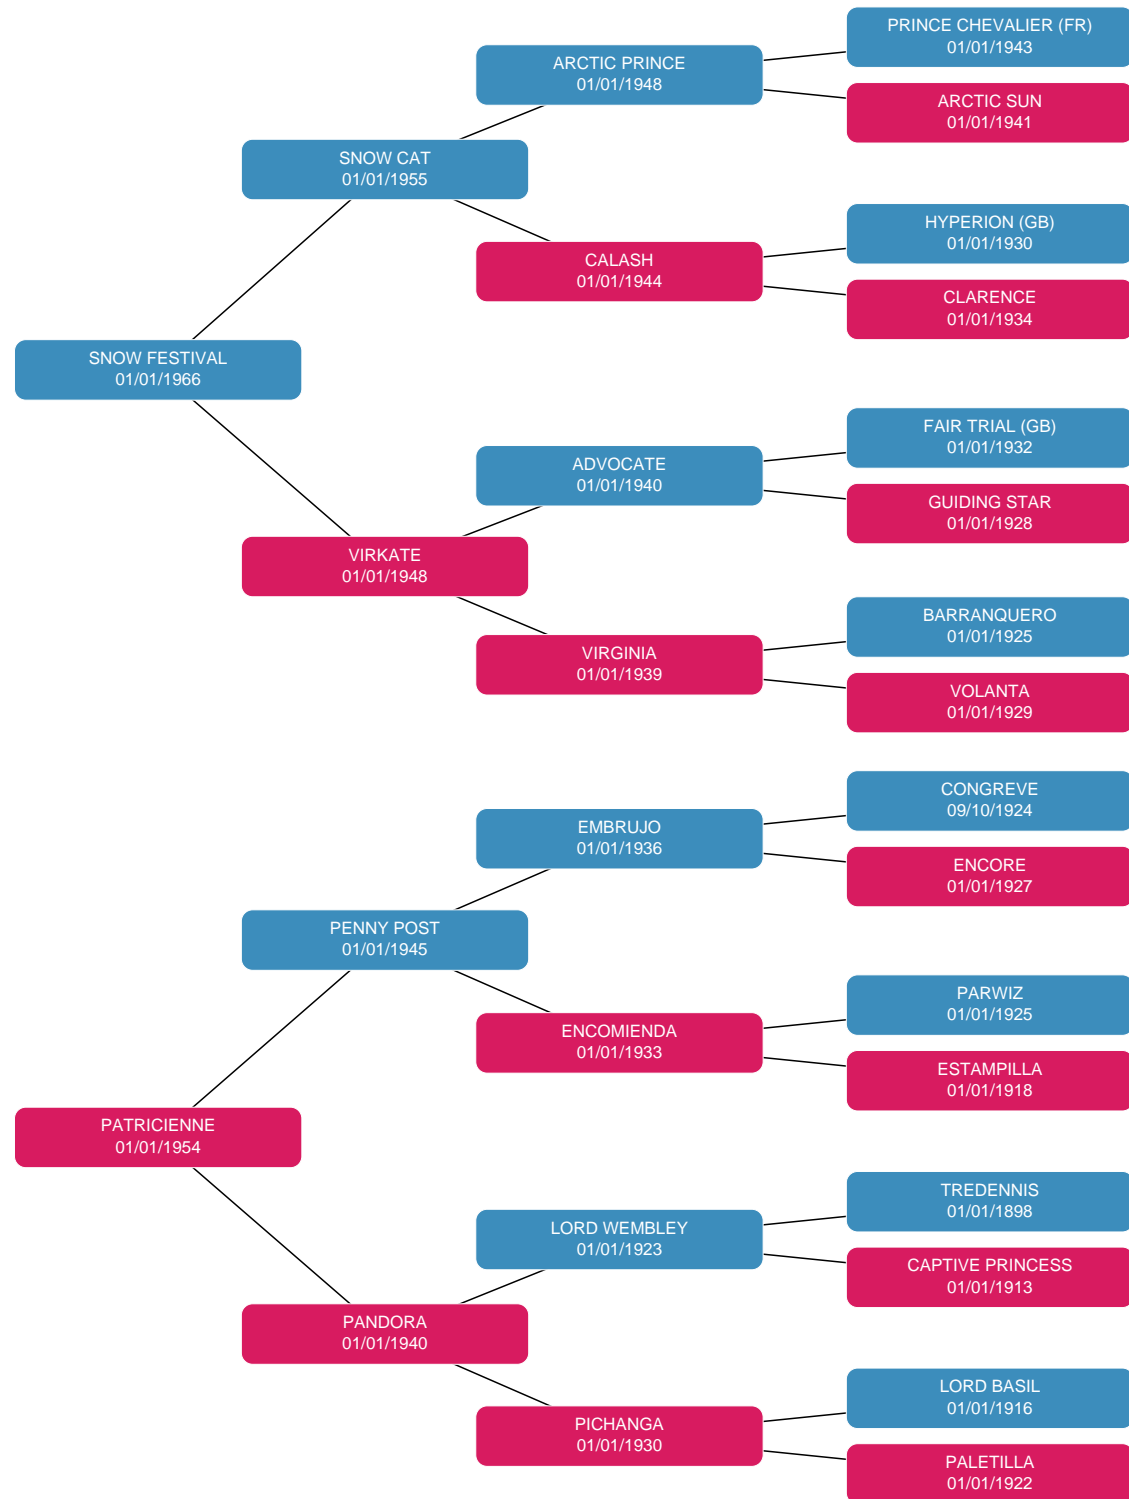 PRINCE CHEVALIER (FR)
01/01/1943
ARCTIC PRINCE
01/01/1948
ARCTIC SUN
01/01/1941
SNOW CAT
01/01/1955
HYPERION (GB)
01/01/1930
CALASH
01/01/1944
CLARENCE
01/01/1934
SNOW FESTIVAL
01/01/1966
FAIR TRIAL (GB)
01/01/1932
ADVOCATE
01/01/1940
GUIDING STAR
01/01/1928
VIRKATE
01/01/1948
BARRANQUERO
01/01/1925
VIRGINIA
01/01/1939
VOLANTA
01/01/1929
CONGREVE
09/10/1924
EMBRUJO
01/01/1936
ENCORE
01/01/1927
PENNY POST
01/01/1945
PARWIZ
01/01/1925
ENCOMIENDA
01/01/1933
ESTAMPILLA
01/01/1918
PATRICIENNE
01/01/1954
TREDENNIS
01/01/1898
LORD WEMBLEY
01/01/1923
CAPTIVE PRINCESS
01/01/1913
PANDORA
01/01/1940
LORD BASIL
01/01/1916
PICHANGA
01/01/1930
PALETILLA
01/01/1922